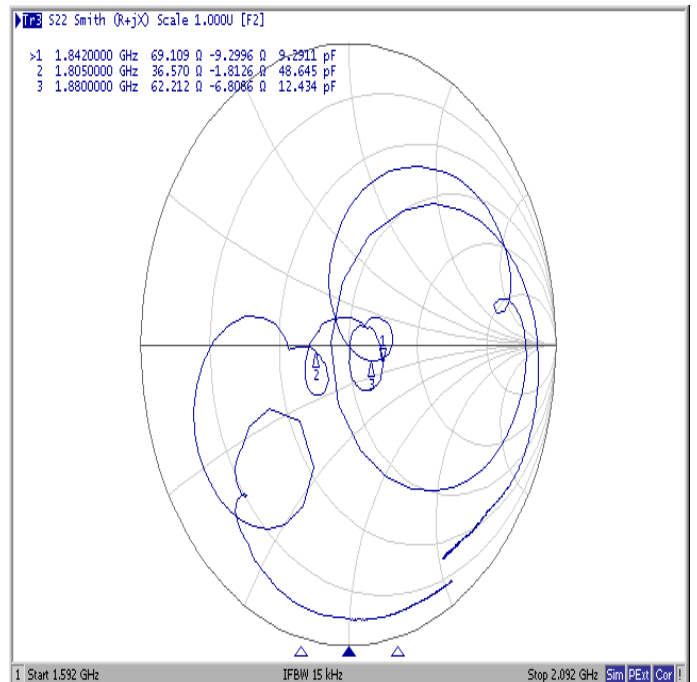 Tr3 S22 Smith (R+jX) Scale 1.000U [F2]
>1 1.8420000 GHz 69.109 Ω -9.2996 Ω 9.2911 pF
2 1.8050000 GHz 36.570 Ω -1.8126 Ω 48.645 pF
3 1.8800000 GHz 62.212 Ω -6.8086 Ω 12.434 pF
1
2
3
1 Start 1.592 GHz IFBW 15 kHz Stop 2.092 GHz Sim PExt Cor !